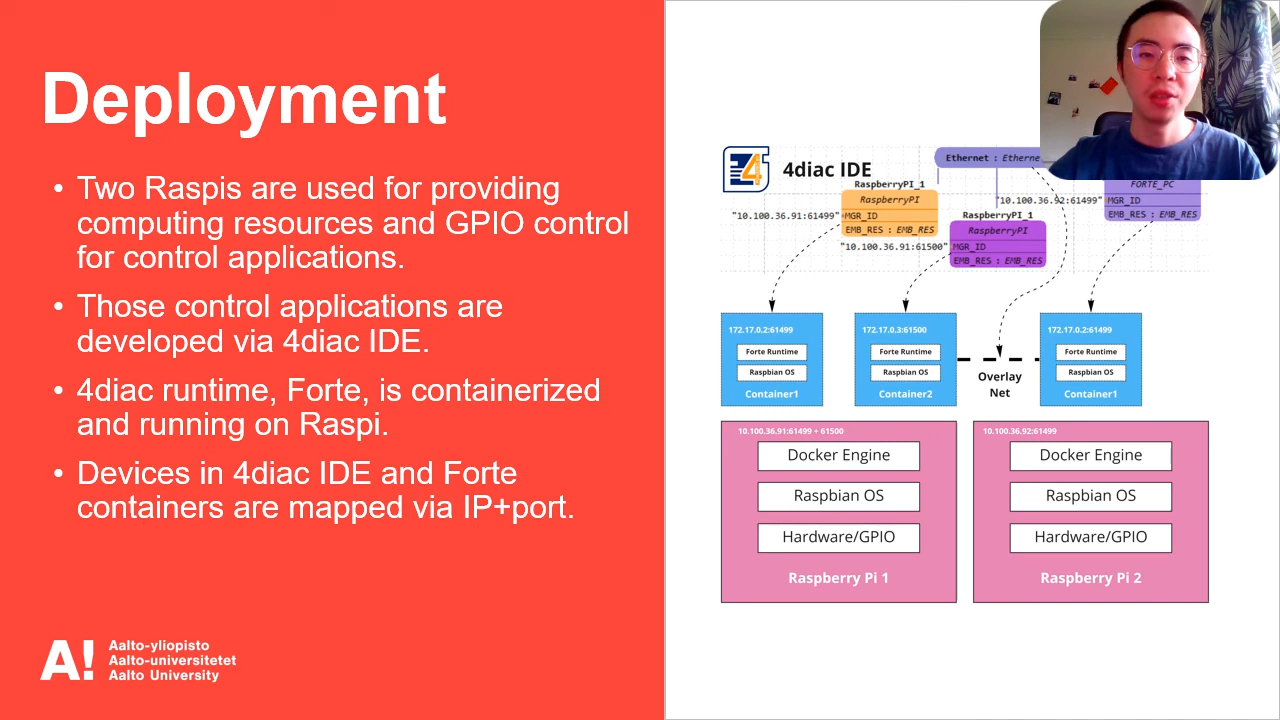 Deployment
• Two Raspis are used for providing
computing resources and GPIO control
for control applications.
• Those control applications are
developed via 4diac IDE.
• 4diac runtime, Forte, is containerized
and running on Raspi.
• Devices in 4diac IDE and Forte
containers are mapped via IP+port.
A!
Aalto-yliopisto
Aalto-universitetet
Aalto University
4
4diac IDE
Ethernet : Etherne
RaspberryPI_1
RaspberryPI
"10.100.36.91:61499"
MGR_ID
EMB_RES : EMB_RES
RaspberryPI_1
RaspberryPI
"10.100.36.91:61500"
MGR_ID
EMB_RES : EMB_RES
FORTE_PC
"10.100.36.92:61499"
MGR_ID
EMB_RES : EMB_RES
172.17.0.2:61499
Forte Runtime
Raspbian OS
Container1
172.17.0.3:61500
Forte Runtime
Raspbian OS
Container2
Overlay
Net
172.17.0.2:61499
Forte Runtime
Raspbian OS
Container1
10.100.36.91:61499 + 61500
Docker Engine
Raspbian OS
Hardware/GPIO
Raspberry Pi 1
10.100.36.92:61499
Docker Engine
Raspbian OS
Hardware/GPIO
Raspberry Pi 2